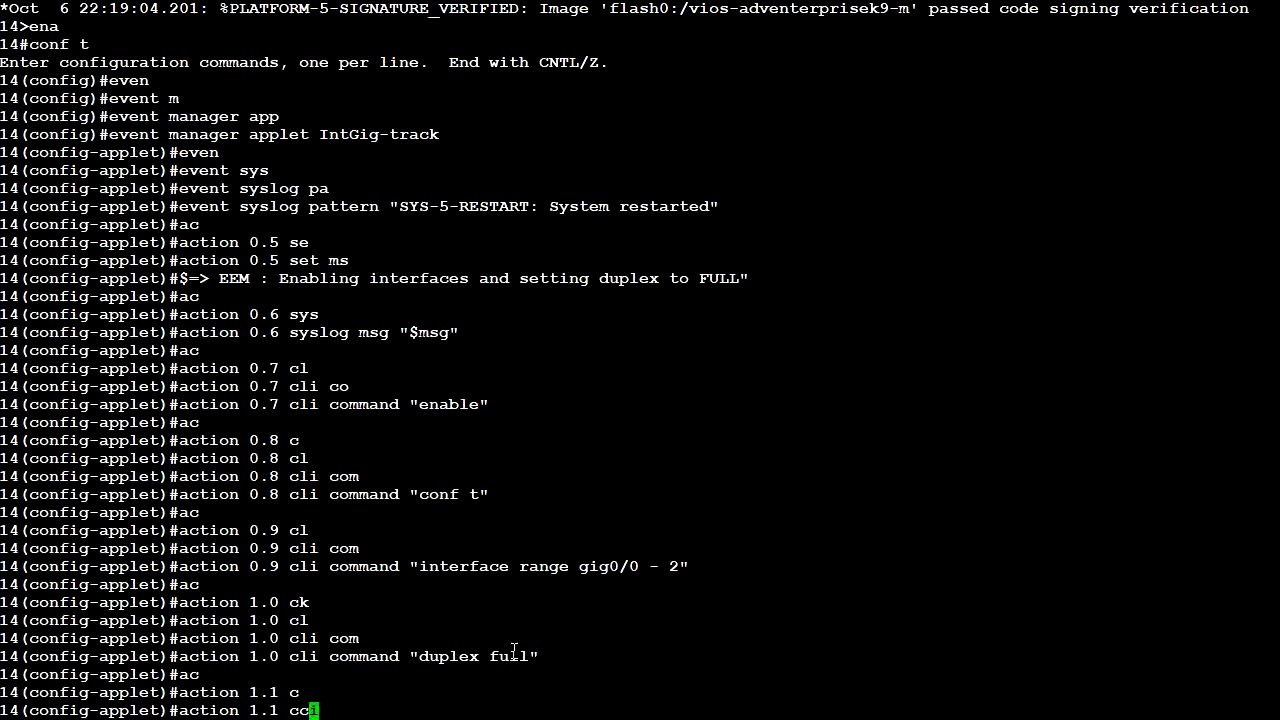 *Oct  6 22:19:04.201: %PLATFORM-5-SIGNATURE_VERIFIED: Image 'flash0:/vios-adventerprisek9-m' passed code signing verification
14>ena
14#conf t
Enter configuration commands, one per line.  End with CNTL/Z.
14(config)#even
14(config)#event m
14(config)#event manager app
14(config)#event manager applet IntGig-track
14(config-applet)#even
14(config-applet)#event sys
14(config-applet)#event syslog pa
14(config-applet)#event syslog pattern "SYS-5-RESTART: System restarted"
14(config-applet)#ac
14(config-applet)#action 0.5 se
14(config-applet)#action 0.5 set ms
14(config-applet)#$=> EEM : Enabling interfaces and setting duplex to FULL"
14(config-applet)#ac
14(config-applet)#action 0.6 sys
14(config-applet)#action 0.6 syslog msg "$msg"
14(config-applet)#ac
14(config-applet)#action 0.7 cl
14(config-applet)#action 0.7 cli co
14(config-applet)#action 0.7 cli command "enable"
14(config-applet)#ac
14(config-applet)#action 0.8 c
14(config-applet)#action 0.8 cl
14(config-applet)#action 0.8 cli com
14(config-applet)#action 0.8 cli command "conf t"
14(config-applet)#ac
14(config-applet)#action 0.9 cl
14(config-applet)#action 0.9 cli com
14(config-applet)#action 0.9 cli command "interface range gig0/0 - 2"
14(config-applet)#ac
14(config-applet)#action 1.0 ck
14(config-applet)#action 1.0 cl
14(config-applet)#action 1.0 cli com
14(config-applet)#action 1.0 cli command "duplex full"
14(config-applet)#ac
14(config-applet)#action 1.1 c
14(config-applet)#action 1.1 cci